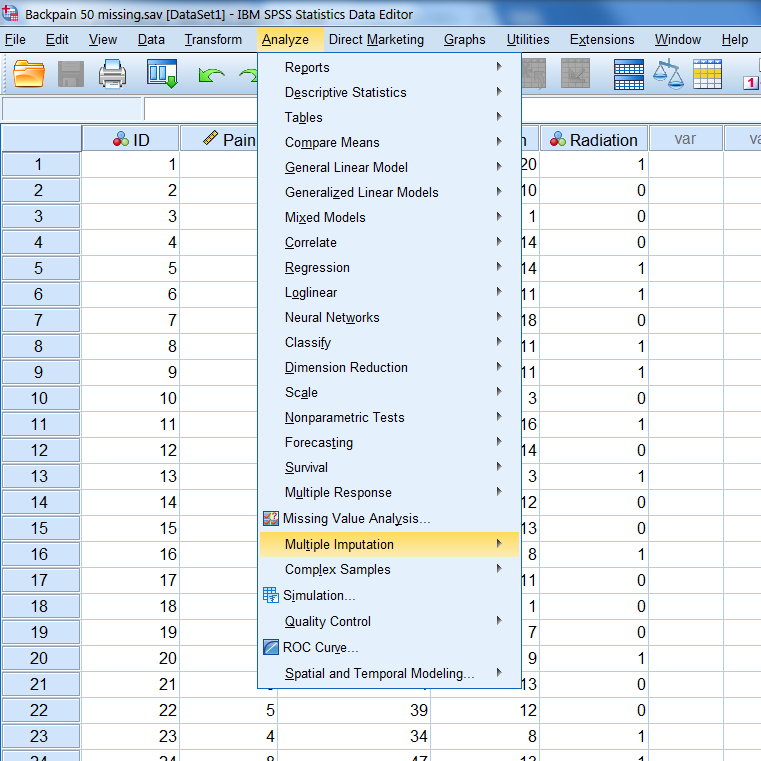 Backpain 50 missing.sav [DataSet1] - IBM SPSS Statistics Data Editor
File Edit View Data Transform Analyze Direct Marketing Graphs Utilities Extensions Window Help
Reports
Descriptive Statistics
Tables
Compare Means
General Linear Model
Generalized Linear Models
Mixed Models
Correlate
Regression
Loglinear
Neural Networks
Classify
Dimension Reduction
Scale
Nonparametric Tests
Forecasting
Survival
Multiple Response
Missing Value Analysis...
Multiple Imputation
Complex Samples
Simulation...
Quality Control
ROC Curve...
Spatial and Temporal Modeling...
1
ID Pain n Radiation var va
1 1 20 1
2 2 10 0
3 3 1 0
4 4 14 0
5 5 14 1
6 6 11 1
7 7 18 0
8 8 11 1
9 9 11 1
10 10 3 0
11 11 16 1
12 12 14 0
13 13 3 1
14 14 12 0
15 15 13 0
16 16 8 1
17 17 11 0
18 18 1 0
19 19 7 0
20 20 9 1
21 21 13 0
22 22 5 39 12 0
23 23 4 34 8 1
24 24 8 47 13 1